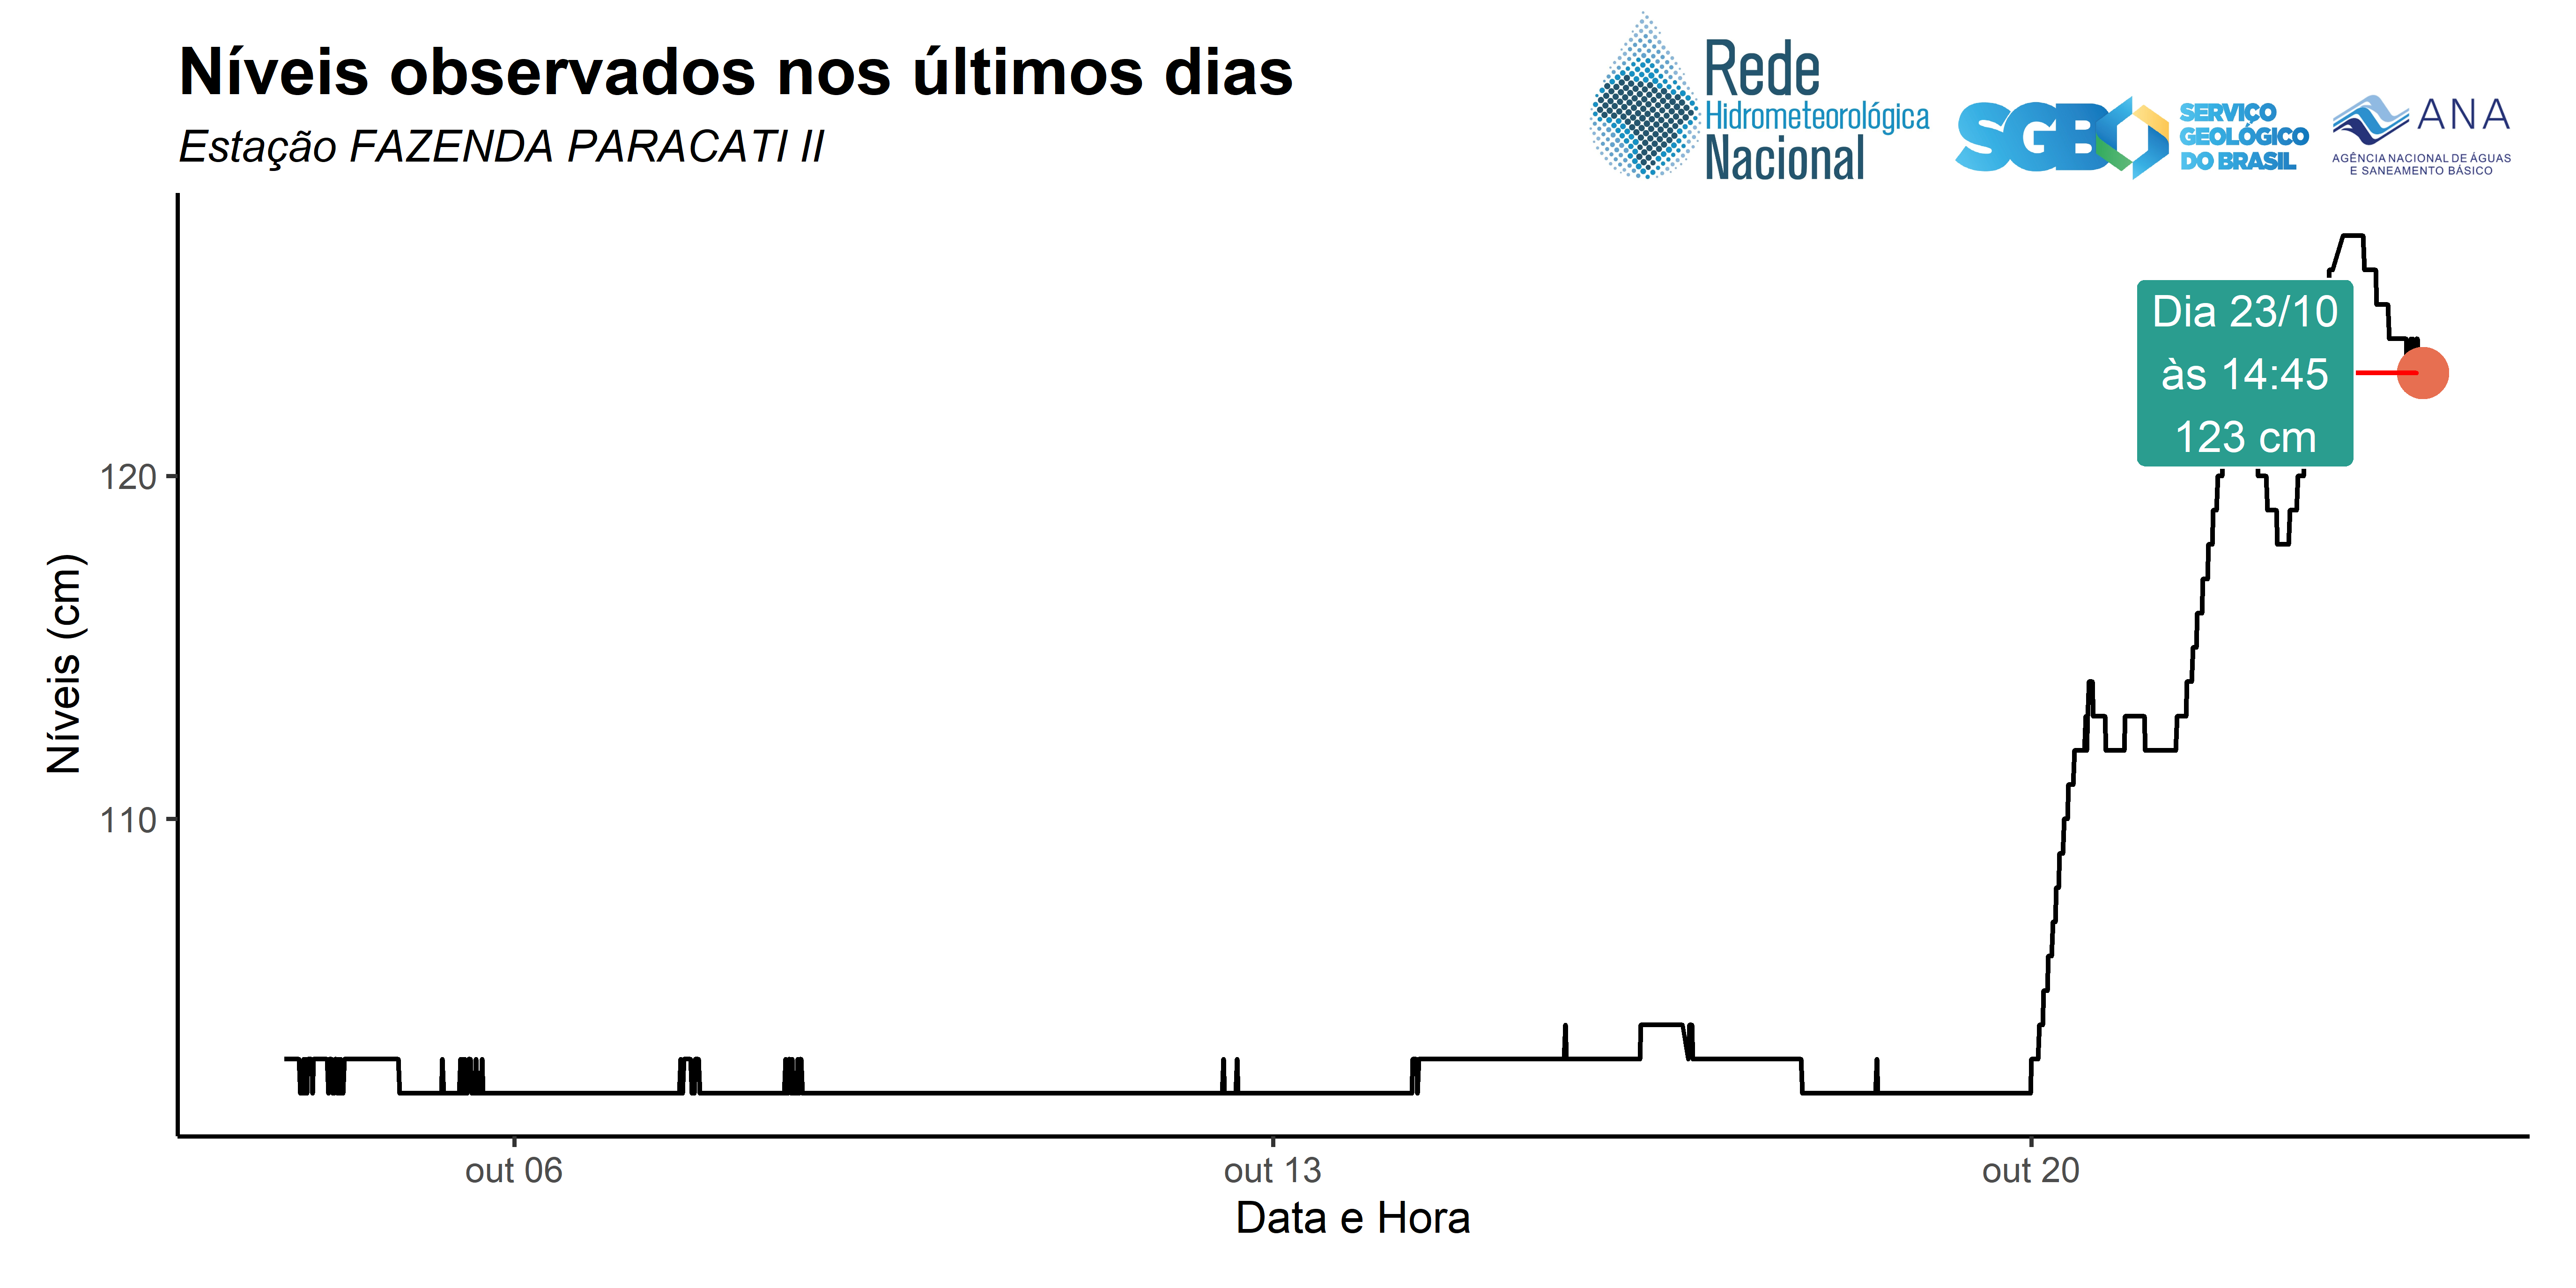 Níveis observados nos últimos dias
Estação FAZENDA PARACATI II
Rede
Hidrometeorológica
Nacional
SGB
SERVIÇO
GEOLÓGICO
DO BRASIL
ANA
AGÊNCIA NACIONAL DE ÁGUAS
E SANEAMENTO BÁSICO
Dia 23/10
às 14:45
123 cm
120
110
Níveis (cm)
out 06
out 13
out 20
Data e Hora